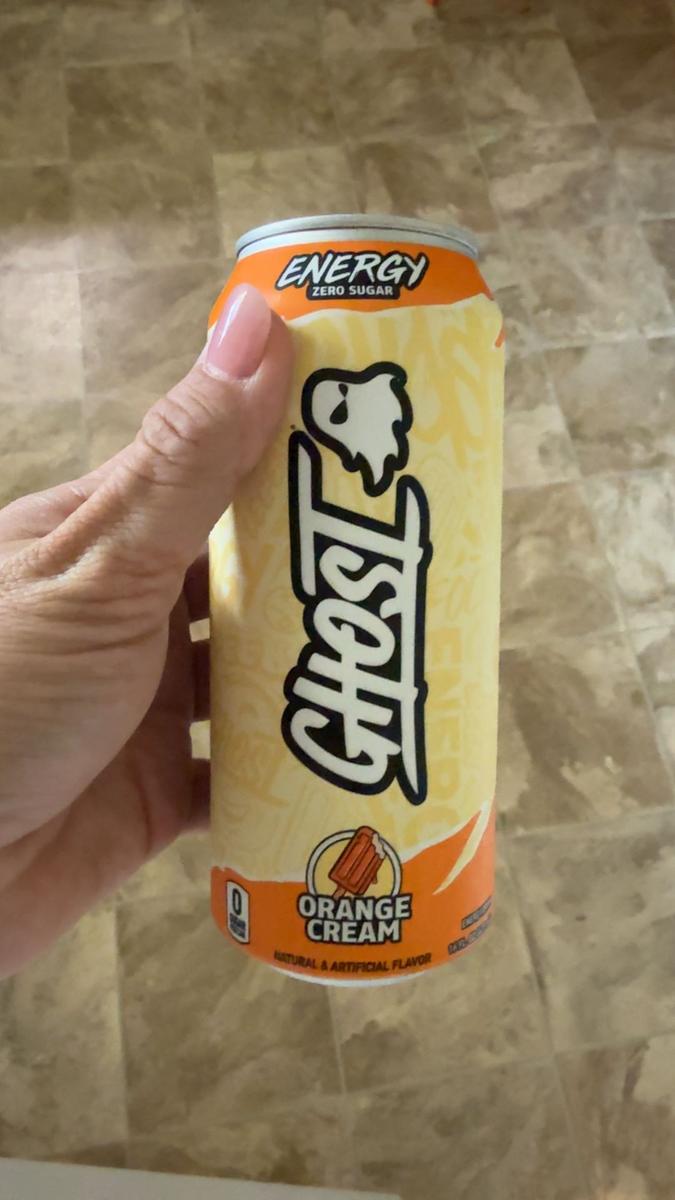 ENERGY
ZERO SUGAR
GHOST
0
ORANGE
CREAM
NATURAL & ARTIFICIAL FLAVOR